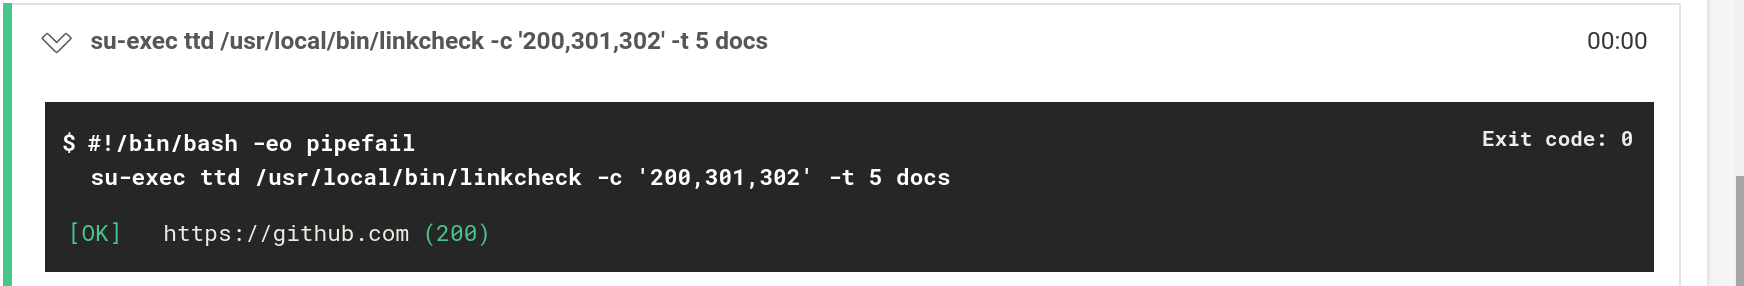 su-exec ttd /usr/local/bin/linkcheck -c '200,301,302' -t 5 docs 00:00
$ #!/bin/bash -eo pipefail Exit code: 0
su-exec ttd /usr/local/bin/linkcheck -c '200,301,302' -t 5 docs
[OK] https://github.com (200)